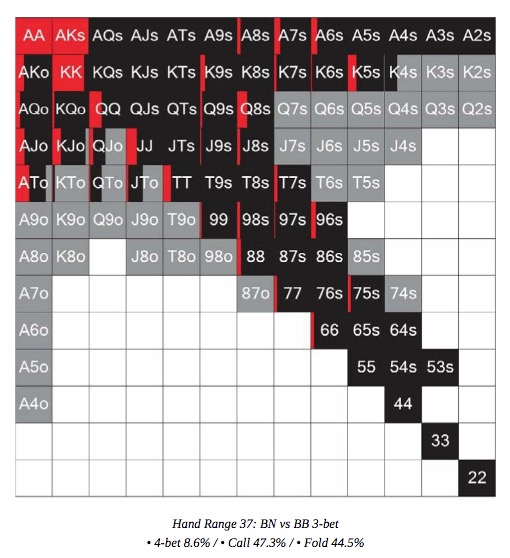 AA AKs AQs AJs ATs A9s A8s A7s A6s A5s A4s A3s A2s
AKo KK KQs KJs KTs K9s K8s K7s K6s K5s K4s K3s K2s
AQo KQo QQ QJs QTs Q9s Q8s Q7s Q6s Q5s Q4s Q3s Q2s
AJo KJo QJo JJ JTs J9s J8s J7s J6s J5s J4s
ATo KTo QTo JTo TT T9s T8s T7s T6s T5s
A9o K9o Q9o J9o T9o 99 98s 97s 96s
A8o K8o J8o T8o 98o 88 87s 86s 85s
A7o 87o 77 76s 75s 74s
A6o 66 65s 64s
A5o 55 54s 53s
A4o 44
33
22
Hand Range 37: BN vs BB 3-bet
• 4-bet 8.6% / • Call 47.3% / • Fold 44.5%